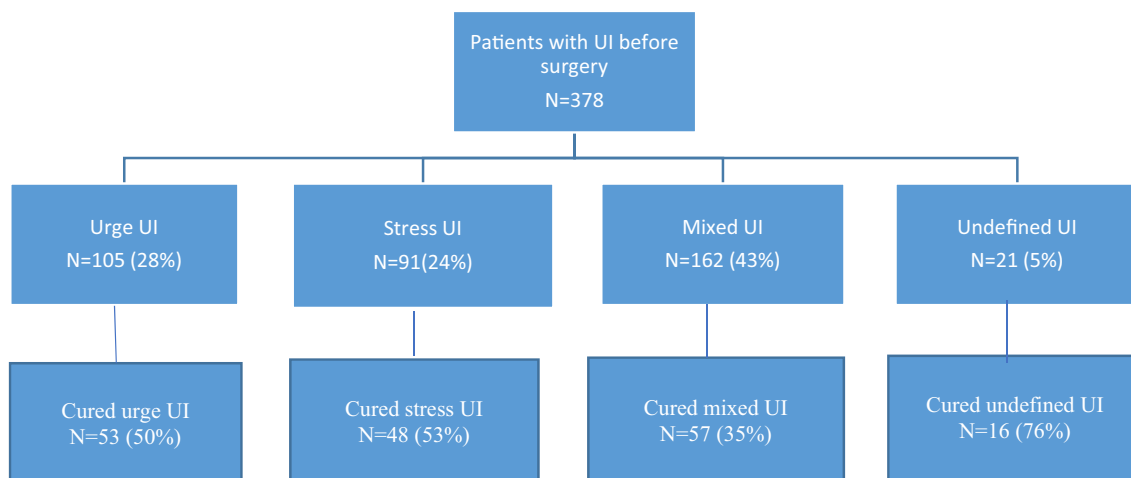 Patients with UI before
surgery
N=378
Urge UI
N=105 (28%)
Stress UI
N=91(24%)
Mixed UI
N=162 (43%)
Undefined UI
N=21 (5%)
Cured urge UI
N=53 (50%)
Cured stress UI
N=48 (53%)
Cured mixed UI
N=57 (35%)
Cured undefined UI
N=16 (76%)